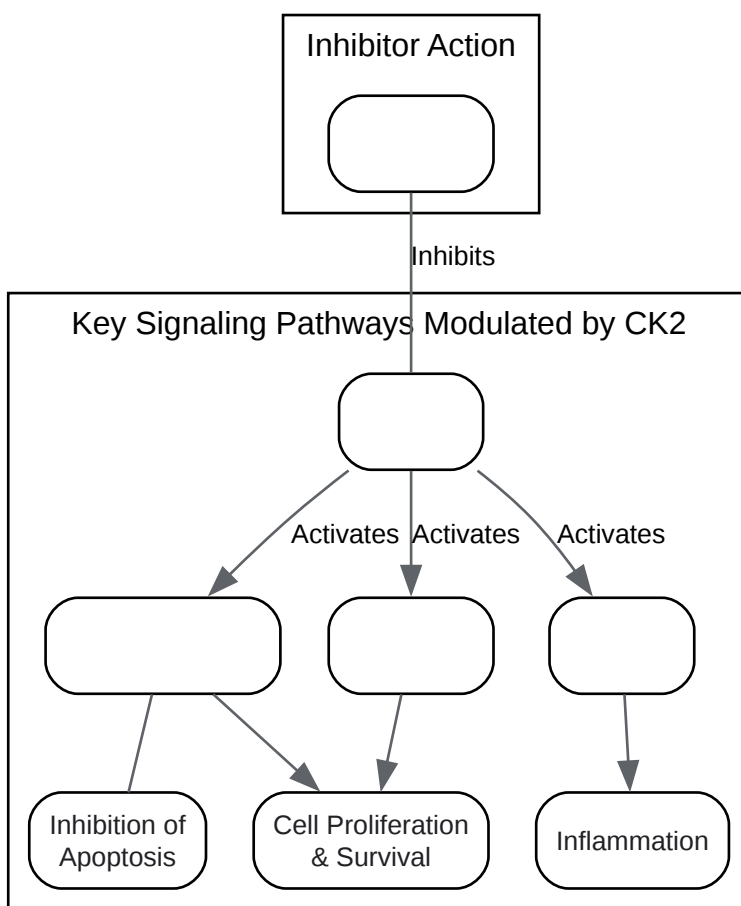 Inhibitor Action
Inhibits
Key Signaling Pathways Modulated by CK2
Activates
Activates
Activates
Inhibition of
Apoptosis
Cell Proliferation
& Survival
Inflammation